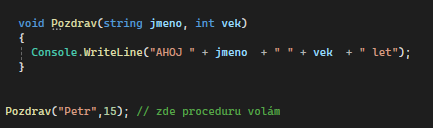 void Pozdrav(string jmeno, int vek)
{
Console.WriteLine("AHOJ " + jmeno  + " " + vek  + " let");
}
Pozdrav("Petr",15); // zde proceduru volám